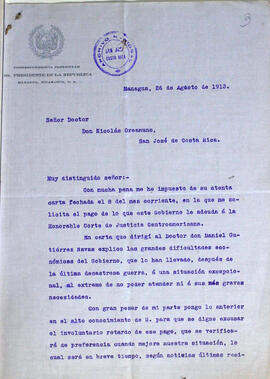 3
ARCHIVO NACIONAL
SAN JOSE
COSTA RICA
CORRESPONDENCIA PARTICULAR
DEL PRESIDENTE DE LA REPUBLICA
MANAGUA, NICARAGUA, C. A.
Managua, 26 de Agosto de 1913.
Señor Doctor
Don Nicolás Oreamuno,
San José de Costa Rica.
Muy distinguido señor:-
Con mucha pena me he impuesto de su atenta
carta fechada el 8 del mes corriente, en la que me so-
licita el pago de lo que este Gobierno le adeuda á la
Honorable Corte de Justicia Centroamericana.
En carta que dirigí al Doctor don Daniel
Gutiérrez Navas explico las grandes dificultades eco-
nómicas del Gobierno, que lo han llevado, después de
la última desastrosa guerra, á una situación excepcio-
nal, al extremo de no poder atender ni á sus más graves
necesidades.
Con gran pesar de mi parte pongo lo anterior
en el alto conocimiento de U. para que se digne excusar
el involuntario retardo de ese pago, que se verifica-
rá de preferencia cuando mejore nuestra situación, lo
cual será en breve tiempo, según noticias últimas reci-